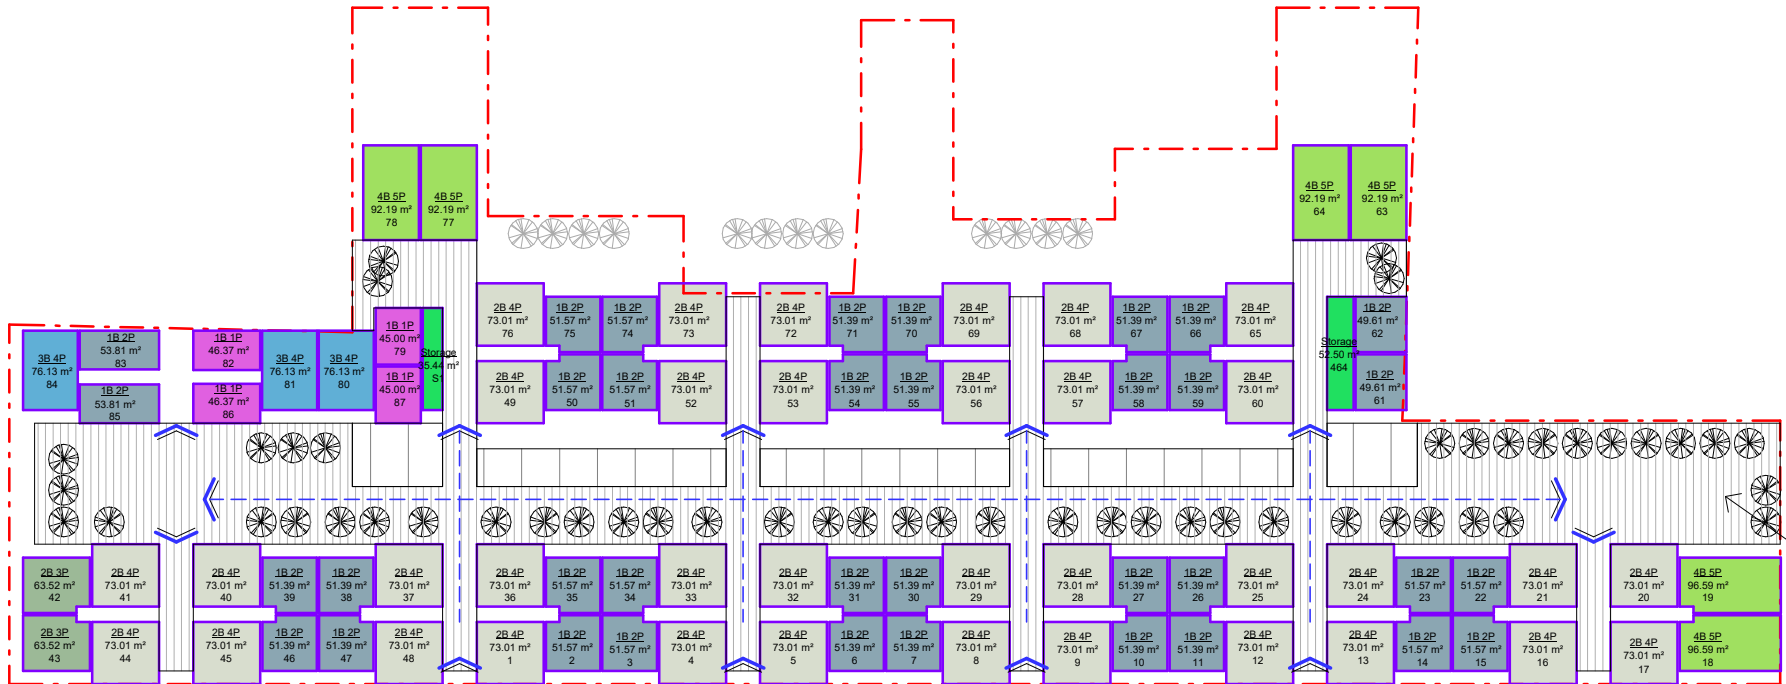 4B 5P
92.19 m²
78
4B 5P
92.19 m²
77
4B 5P
92.19 m²
64
4B 5P
92.19 m²
63
2B 4P
73.01 m²
76
1B 2P
51.57 m²
75
1B 2P
51.57 m²
74
2B 4P
73.01 m²
73
2B 4P
73.01 m²
72
1B 2P
51.39 m²
71
1B 2P
51.39 m²
70
2B 4P
73.01 m²
69
2B 4P
73.01 m²
68
1B 2P
51.39 m²
67
1B 2P
51.39 m²
66
2B 4P
73.01 m²
65
1B 2P
49.61 m²
62
3B 4P
76.13 m²
84
1B 2P
53.81 m²
83
1B 1P
46.37 m²
82
3B 4P
76.13 m²
81
3B 4P
76.13 m²
80
1B 1P
45.00 m²
79
Storage
35.44 m²
S1
Storage
52.50 m²
464
1B 2P
53.81 m²
85
1B 1P
46.37 m²
86
1B 1P
45.00 m²
87
2B 4P
73.01 m²
49
1B 2P
51.57 m²
50
1B 2P
51.57 m²
51
2B 4P
73.01 m²
52
2B 4P
73.01 m²
53
1B 2P
51.39 m²
54
1B 2P
51.39 m²
55
2B 4P
73.01 m²
56
2B 4P
73.01 m²
57
1B 2P
51.39 m²
58
1B 2P
51.39 m²
59
2B 4P
73.01 m²
60
1B 2P
49.61 m²
61
2B 3P
63.52 m²
42
2B 4P
73.01 m²
41
2B 4P
73.01 m²
40
1B 2P
51.39 m²
39
1B 2P
51.39 m²
38
2B 4P
73.01 m²
37
2B 4P
73.01 m²
36
1B 2P
51.57 m²
35
1B 2P
51.57 m²
34
2B 4P
73.01 m²
33
2B 4P
73.01 m²
32
1B 2P
51.39 m²
31
1B 2P
51.39 m²
30
2B 4P
73.01 m²
29
2B 4P
73.01 m²
28
1B 2P
51.39 m²
27
1B 2P
51.39 m²
26
2B 4P
73.01 m²
25
2B 4P
73.01 m²
24
1B 2P
51.57 m²
23
1B 2P
51.57 m²
22
2B 4P
73.01 m²
21
2B 4P
73.01 m²
20
4B 5P
96.59 m²
19
2B 3P
63.52 m²
43
2B 4P
73.01 m²
44
2B 4P
73.01 m²
45
1B 2P
51.39 m²
46
1B 2P
51.39 m²
47
2B 4P
73.01 m²
48
2B 4P
73.01 m²
1
1B 2P
51.57 m²
2
1B 2P
51.57 m²
3
2B 4P
73.01 m²
4
2B 4P
73.01 m²
5
1B 2P
51.39 m²
6
1B 2P
51.39 m²
7
2B 4P
73.01 m²
8
2B 4P
73.01 m²
9
1B 2P
51.39 m²
10
1B 2P
51.39 m²
11
2B 4P
73.01 m²
12
2B 4P
73.01 m²
13
1B 2P
51.57 m²
14
1B 2P
51.57 m²
15
2B 4P
73.01 m²
16
2B 4P
73.01 m²
17
4B 5P
96.59 m²
18